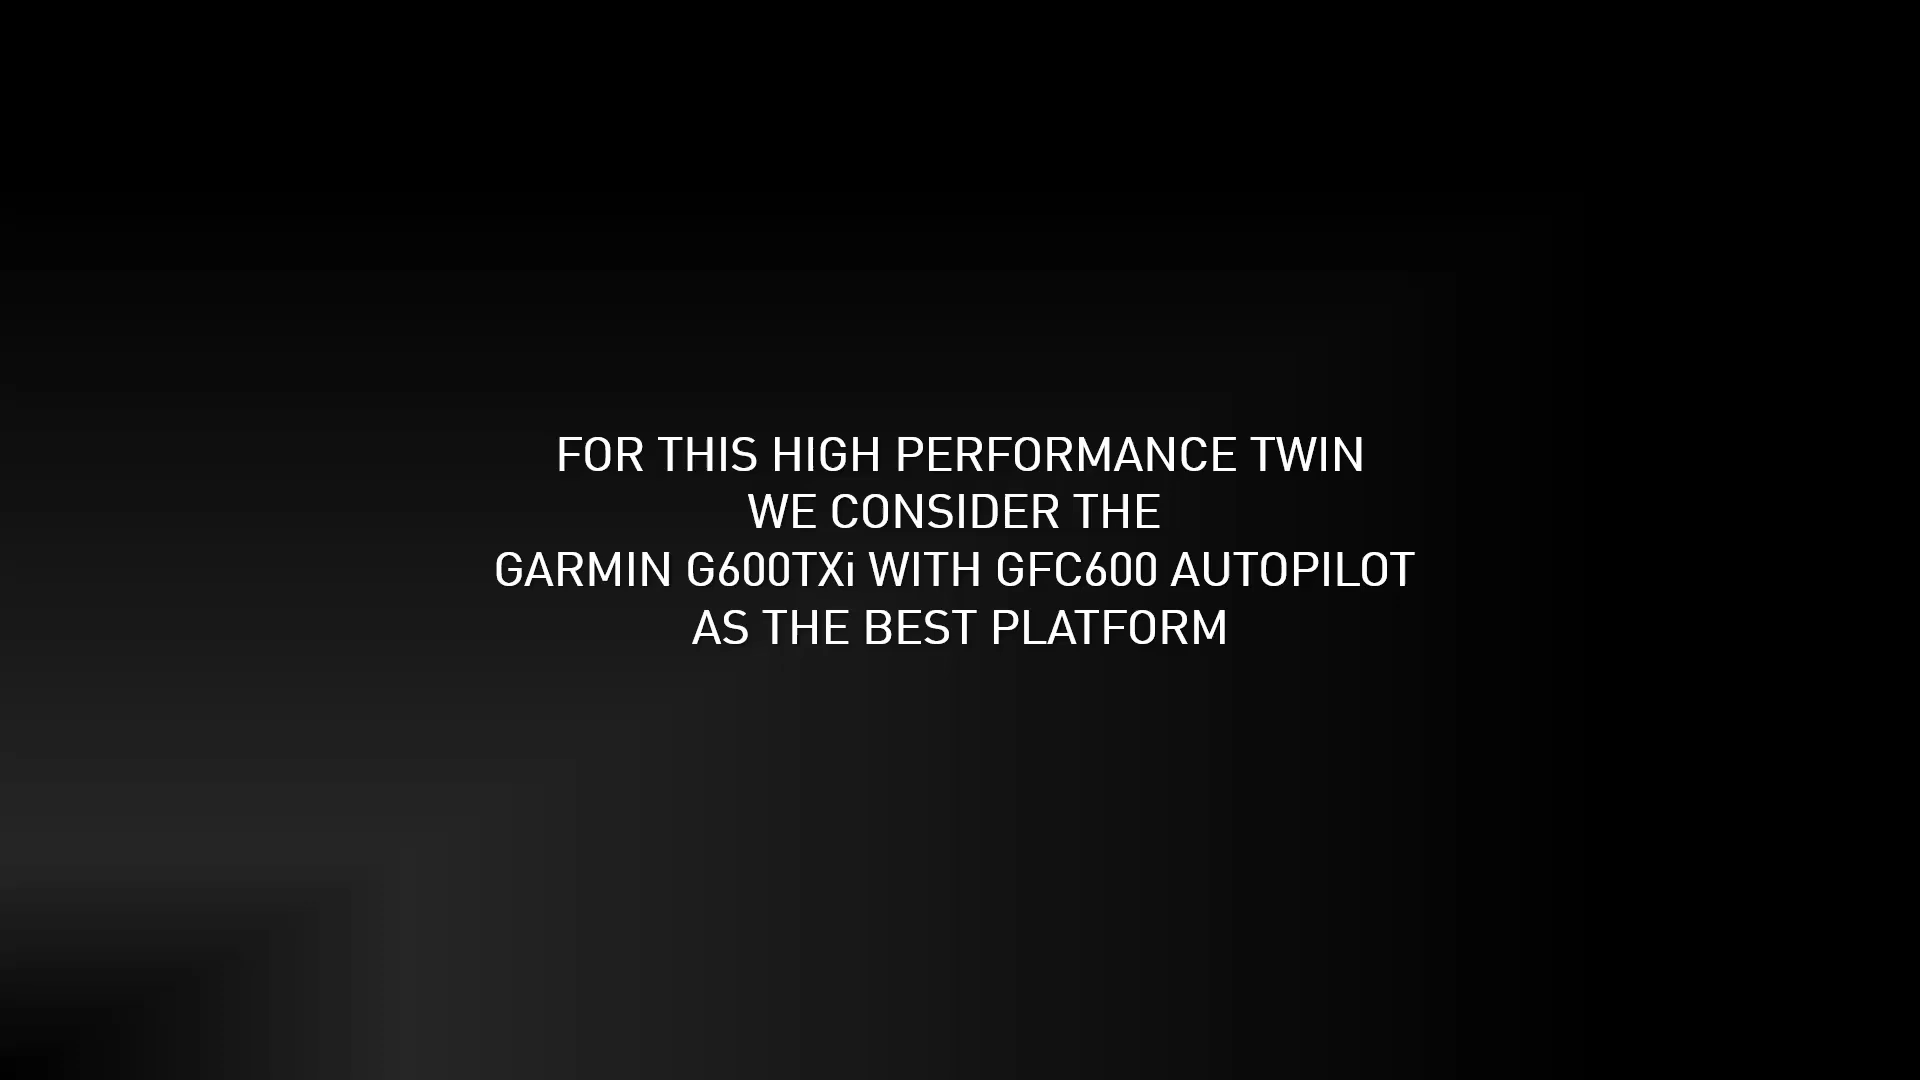 FOR THIS HIGH PERFORMANCE TWIN
WE CONSIDER THE
GARMIN G600TXi WITH GFC600 AUTOPILOT
AS THE BEST PLATFORM